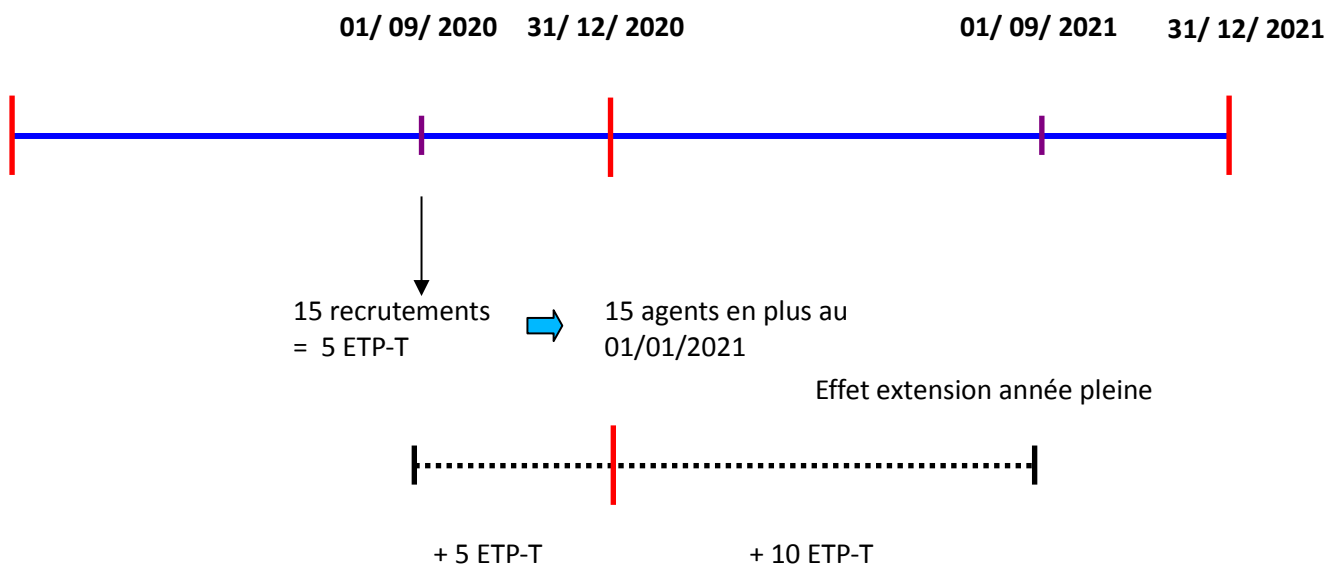 01/ 09/ 2020 31/ 12/ 2020 01/ 09/ 2021 31/ 12/ 2021
15 recrutements
= 5 ETP-T
15 agents en plus au
01/01/2021
Effet extension année pleine
+ 5 ETP-T + 10 ETP-T